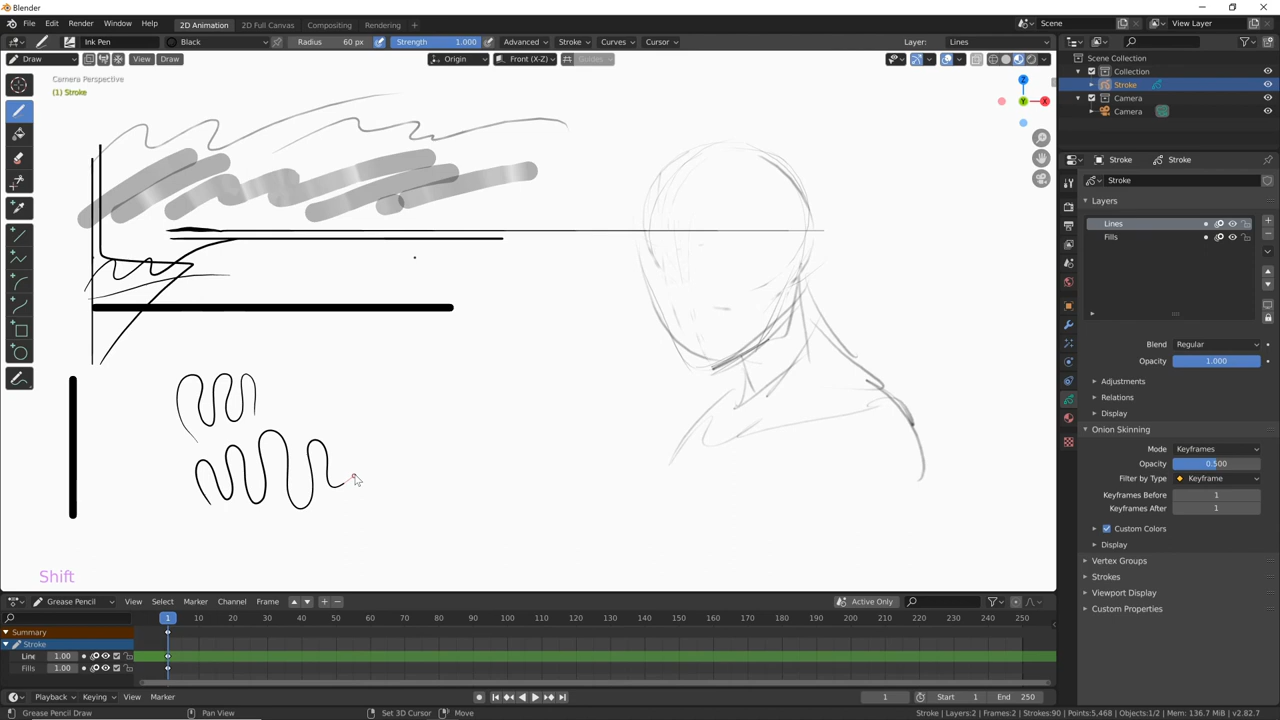 Blender
File Edit Render Window Help 2D Animation 2D Full Canvas Compositing Rendering Scene View Layer
Ink Pen Black Radius 60 px Strength 1.000 Advanced Stroke Curves Cursor Layer: Lines
Draw View Draw Origin Front (X-Z) Guides
Camera Perspective
(1) Stroke
Z
Y
X
Shift
Scene Collection
Collection
Stroke
Camera
Camera
Stroke Stroke
Stroke
Layers
Lines
Fills
Blend Regular
Opacity 1.000
Adjustments
Relations
Display
Onion Skinning
Mode Keyframes
Opacity 0.500
Filter by Type Keyframe
Keyframes Before 1
Keyframes After 1
Custom Colors
Display
Vertex Groups
Strokes
Viewport Display
Custom Properties
Grease Pencil View Select Marker Channel Frame Active Only
1 10 20 30 40 50 60 70 80 90 100 110 120 130 140 150 160 170 180 190 200 210 220 230 240 250
Summary
Stroke
Line 1.00
Fills 1.00
Playback Keying View Marker 1 Start 1 End 250
Grease Pencil Draw Pan View Set 3D Cursor Move Stroke | Layers:2 | Frames:2 | Strokes:90 | Points:5,468 | Objects:1/2 | Mem: 136.7 MiB | v2.82.7